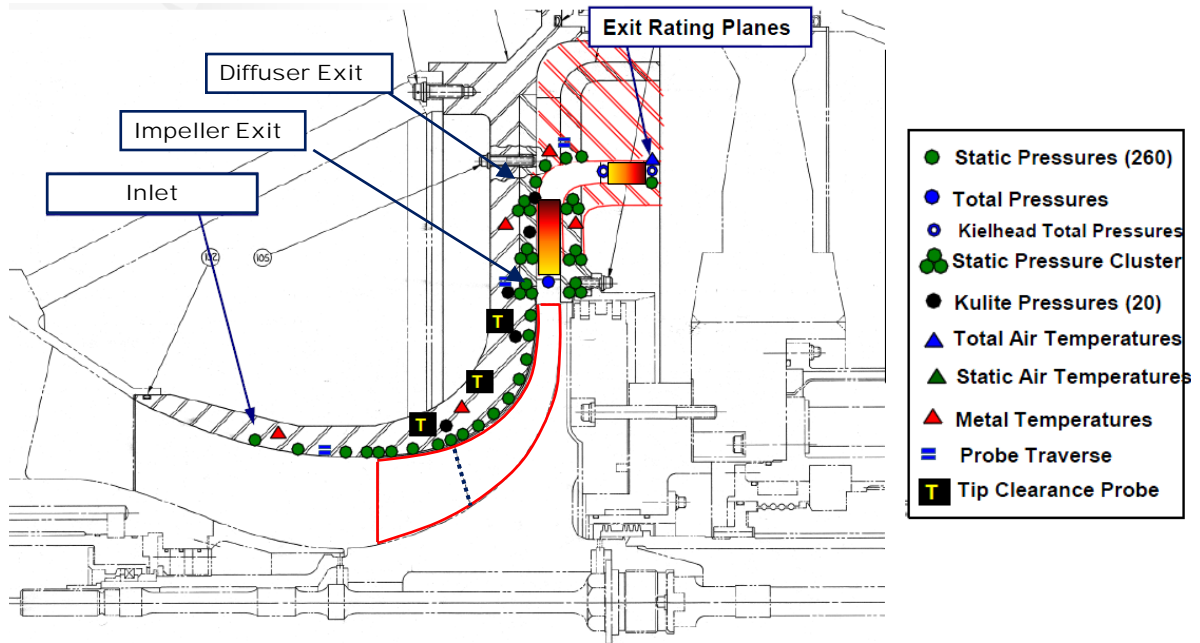 Exit Rating Planes
Diffuser Exit
Impeller Exit
Inlet
102
105
T
T
T
Static Pressures (260)
Total Pressures
Kielhead Total Pressures
Static Pressure Cluster
Kulite Pressures (20)
Total Air Temperatures
Static Air Temperatures
Metal Temperatures
Probe Traverse
T Tip Clearance Probe